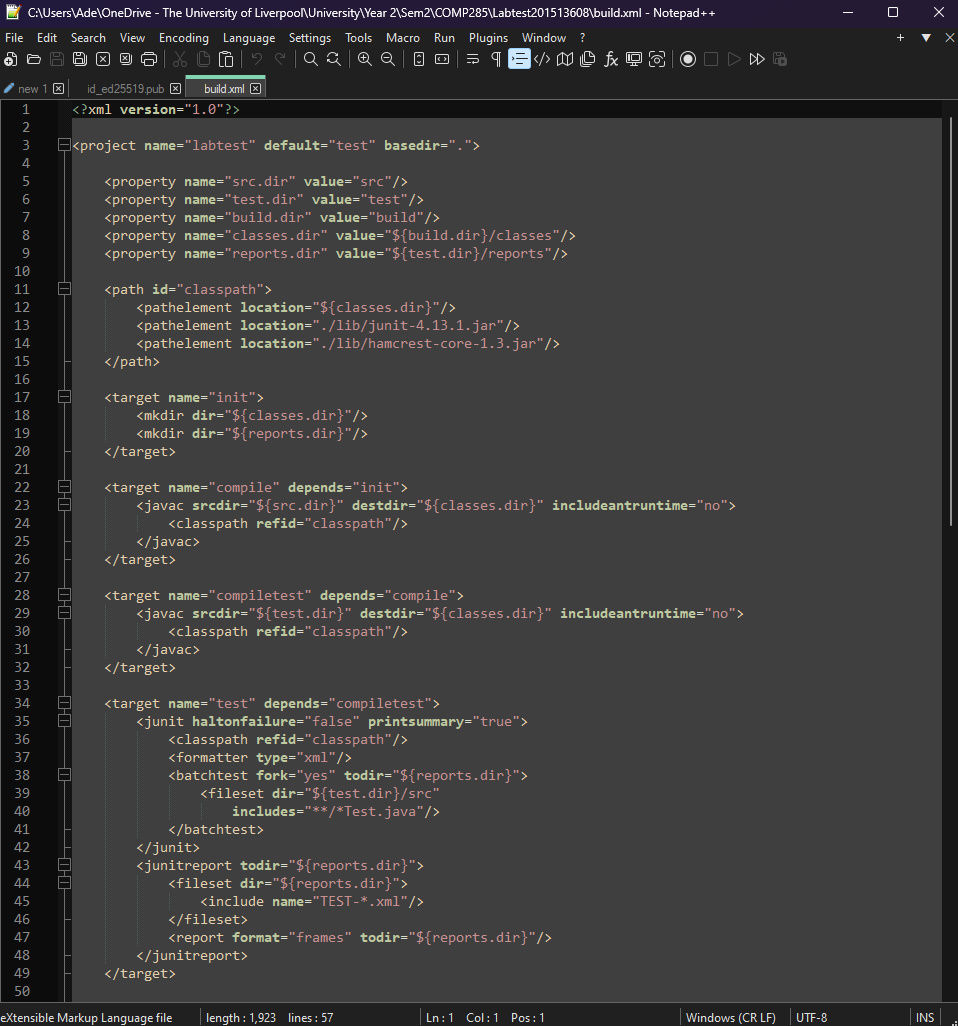 C:\Users\Ade\OneDrive - The University of Liverpool\University\Year 2\Sem2\COMP285\Labtest201513608\build.xml - Notepad++
File Edit Search View Encoding Language Settings Tools Macro Run Plugins Window ?
new 1 id_ed25519.pub build.xml
1 <?xml version="1.0"?>
2
3 <project name="labtest" default="test" basedir=".">
4
5 <property name="src.dir" value="src"/>
6 <property name="test.dir" value="test"/>
7 <property name="build.dir" value="build"/>
8 <property name="classes.dir" value="${build.dir}/classes"/>
9 <property name="reports.dir" value="${test.dir}/reports"/>
10
11 <path id="classpath">
12 <pathelement location="${classes.dir}"/>
13 <pathelement location="./lib/junit-4.13.1.jar"/>
14 <pathelement location="./lib/hamcrest-core-1.3.jar"/>
15 </path>
16
17 <target name="init">
18 <mkdir dir="${classes.dir}"/>
19 <mkdir dir="${reports.dir}"/>
20 </target>
21
22 <target name="compile" depends="init">
23 <javac srcdir="${src.dir}" destdir="${classes.dir}" includeantruntime="no">
24 <classpath refid="classpath"/>
25 </javac>
26 </target>
27
28 <target name="compiletest" depends="compile">
29 <javac srcdir="${test.dir}" destdir="${classes.dir}" includeantruntime="no">
30 <classpath refid="classpath"/>
31 </javac>
32 </target>
33
34 <target name="test" depends="compiletest">
35 <junit haltonfailure="false" printsummary="true">
36 <classpath refid="classpath"/>
37 <formatter type="xml"/>
38 <batchtest fork="yes" todir="${reports.dir}">
39 <fileset dir="${test.dir}/src"
40 includes="**/*Test.java"/>
41 </batchtest>
42 </junit>
43 <junitreport todir="${reports.dir}">
44 <fileset dir="${reports.dir}">
45 <include name="TEST-*.xml"/>
46 </fileset>
47 <report format="frames" todir="${reports.dir}"/>
48 </junitreport>
49 </target>
50
eXtensible Markup Language file length : 1,923 lines : 57 Ln : 1 Col : 1 Pos : 1 Windows (CR LF) UTF-8 INS